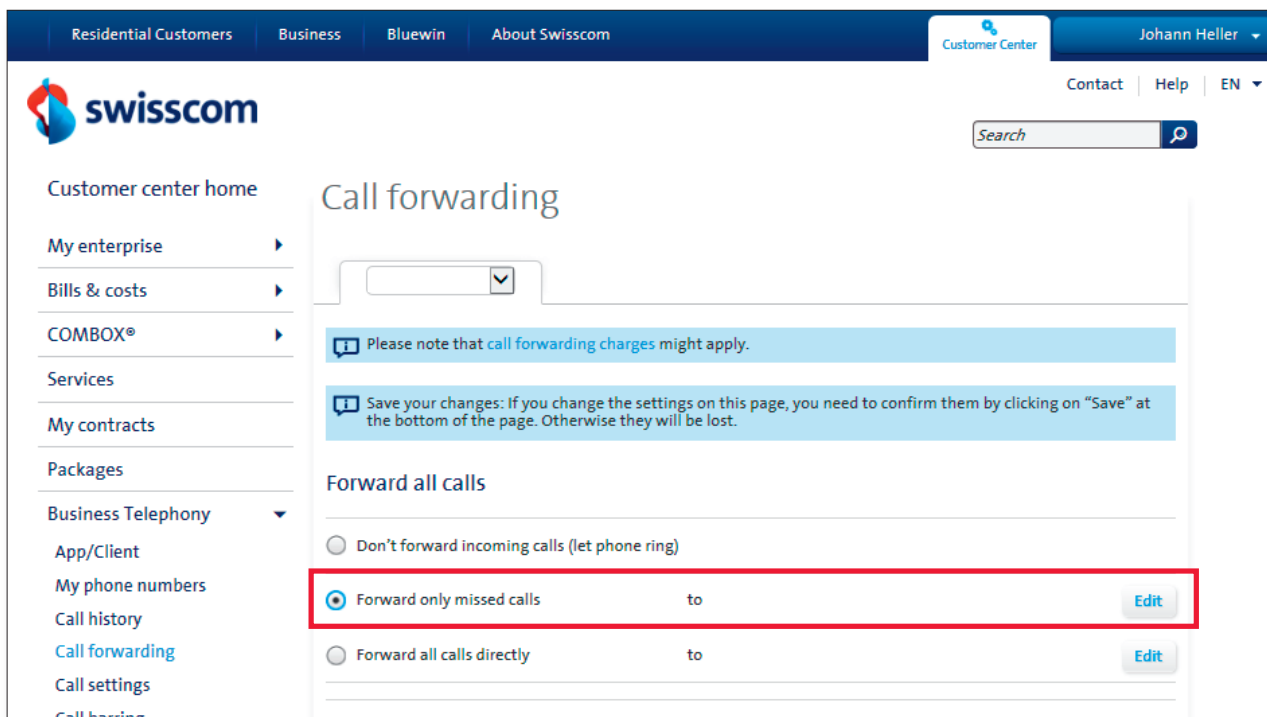 Residential Customers Business Bluewin About Swisscom Customer Center Johann Heller
Contact Help EN
swisscom
Search
Customer center home
My enterprise
Bills & costs
COMBOX®
Services
My contracts
Packages
Business Telephony
App/Client
My phone numbers
Call history
Call forwarding
Call settings
Call barring
Call forwarding
Please note that call forwarding charges might apply.
Save your changes: If you change the settings on this page, you need to confirm them by clicking on “Save” at
the bottom of the page. Otherwise they will be lost.
Forward all calls
Don’t forward incoming calls (let phone ring)
Forward only missed calls to Edit
Forward all calls directly to Edit